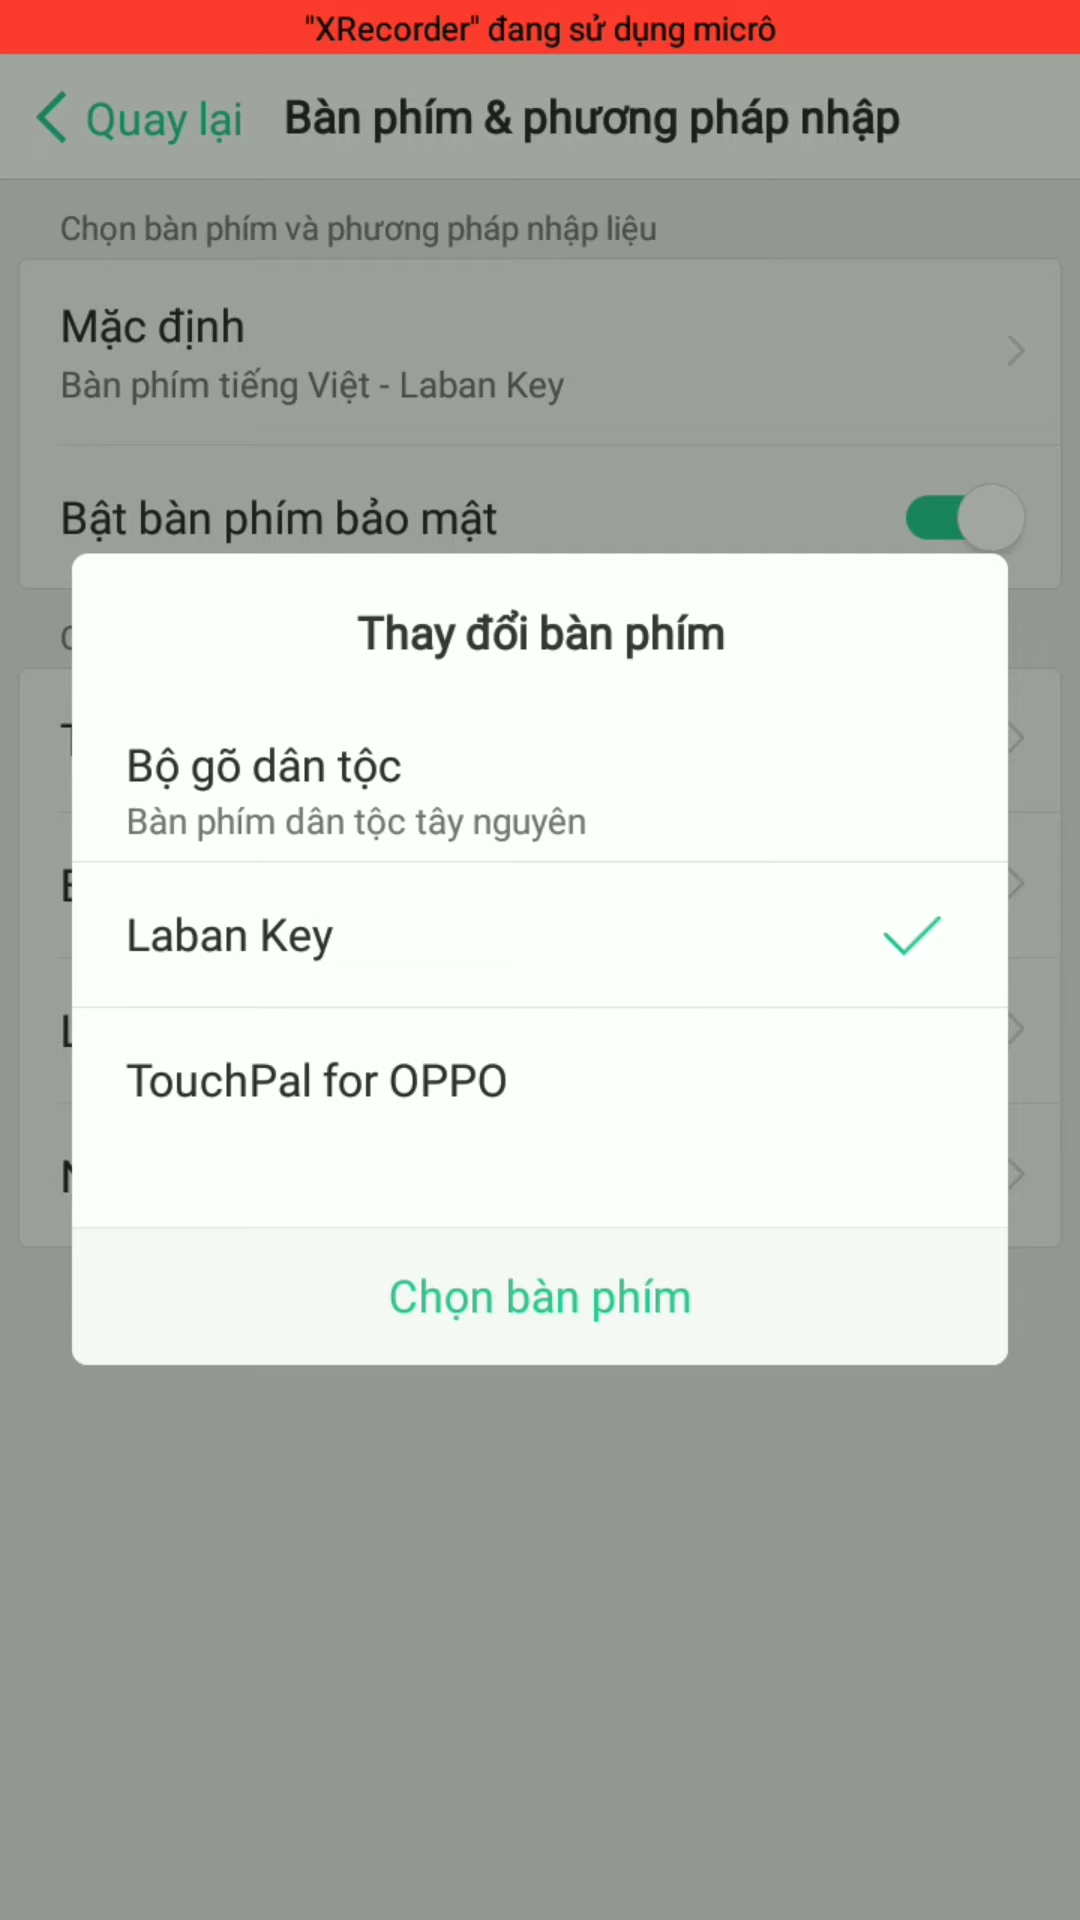 "XRecorder" đang sử dụng micrô
Quay lại Bàn phím & phương pháp nhập
Chọn bàn phím và phương pháp nhập liệu
Mặc định
Bàn phím tiếng Việt - Laban Key
Bật bàn phím bảo mật
Thay đổi bàn phím
Bộ gõ dân tộc
Bàn phím dân tộc tây nguyên
Laban Key
TouchPal for OPPO
Chọn bàn phím